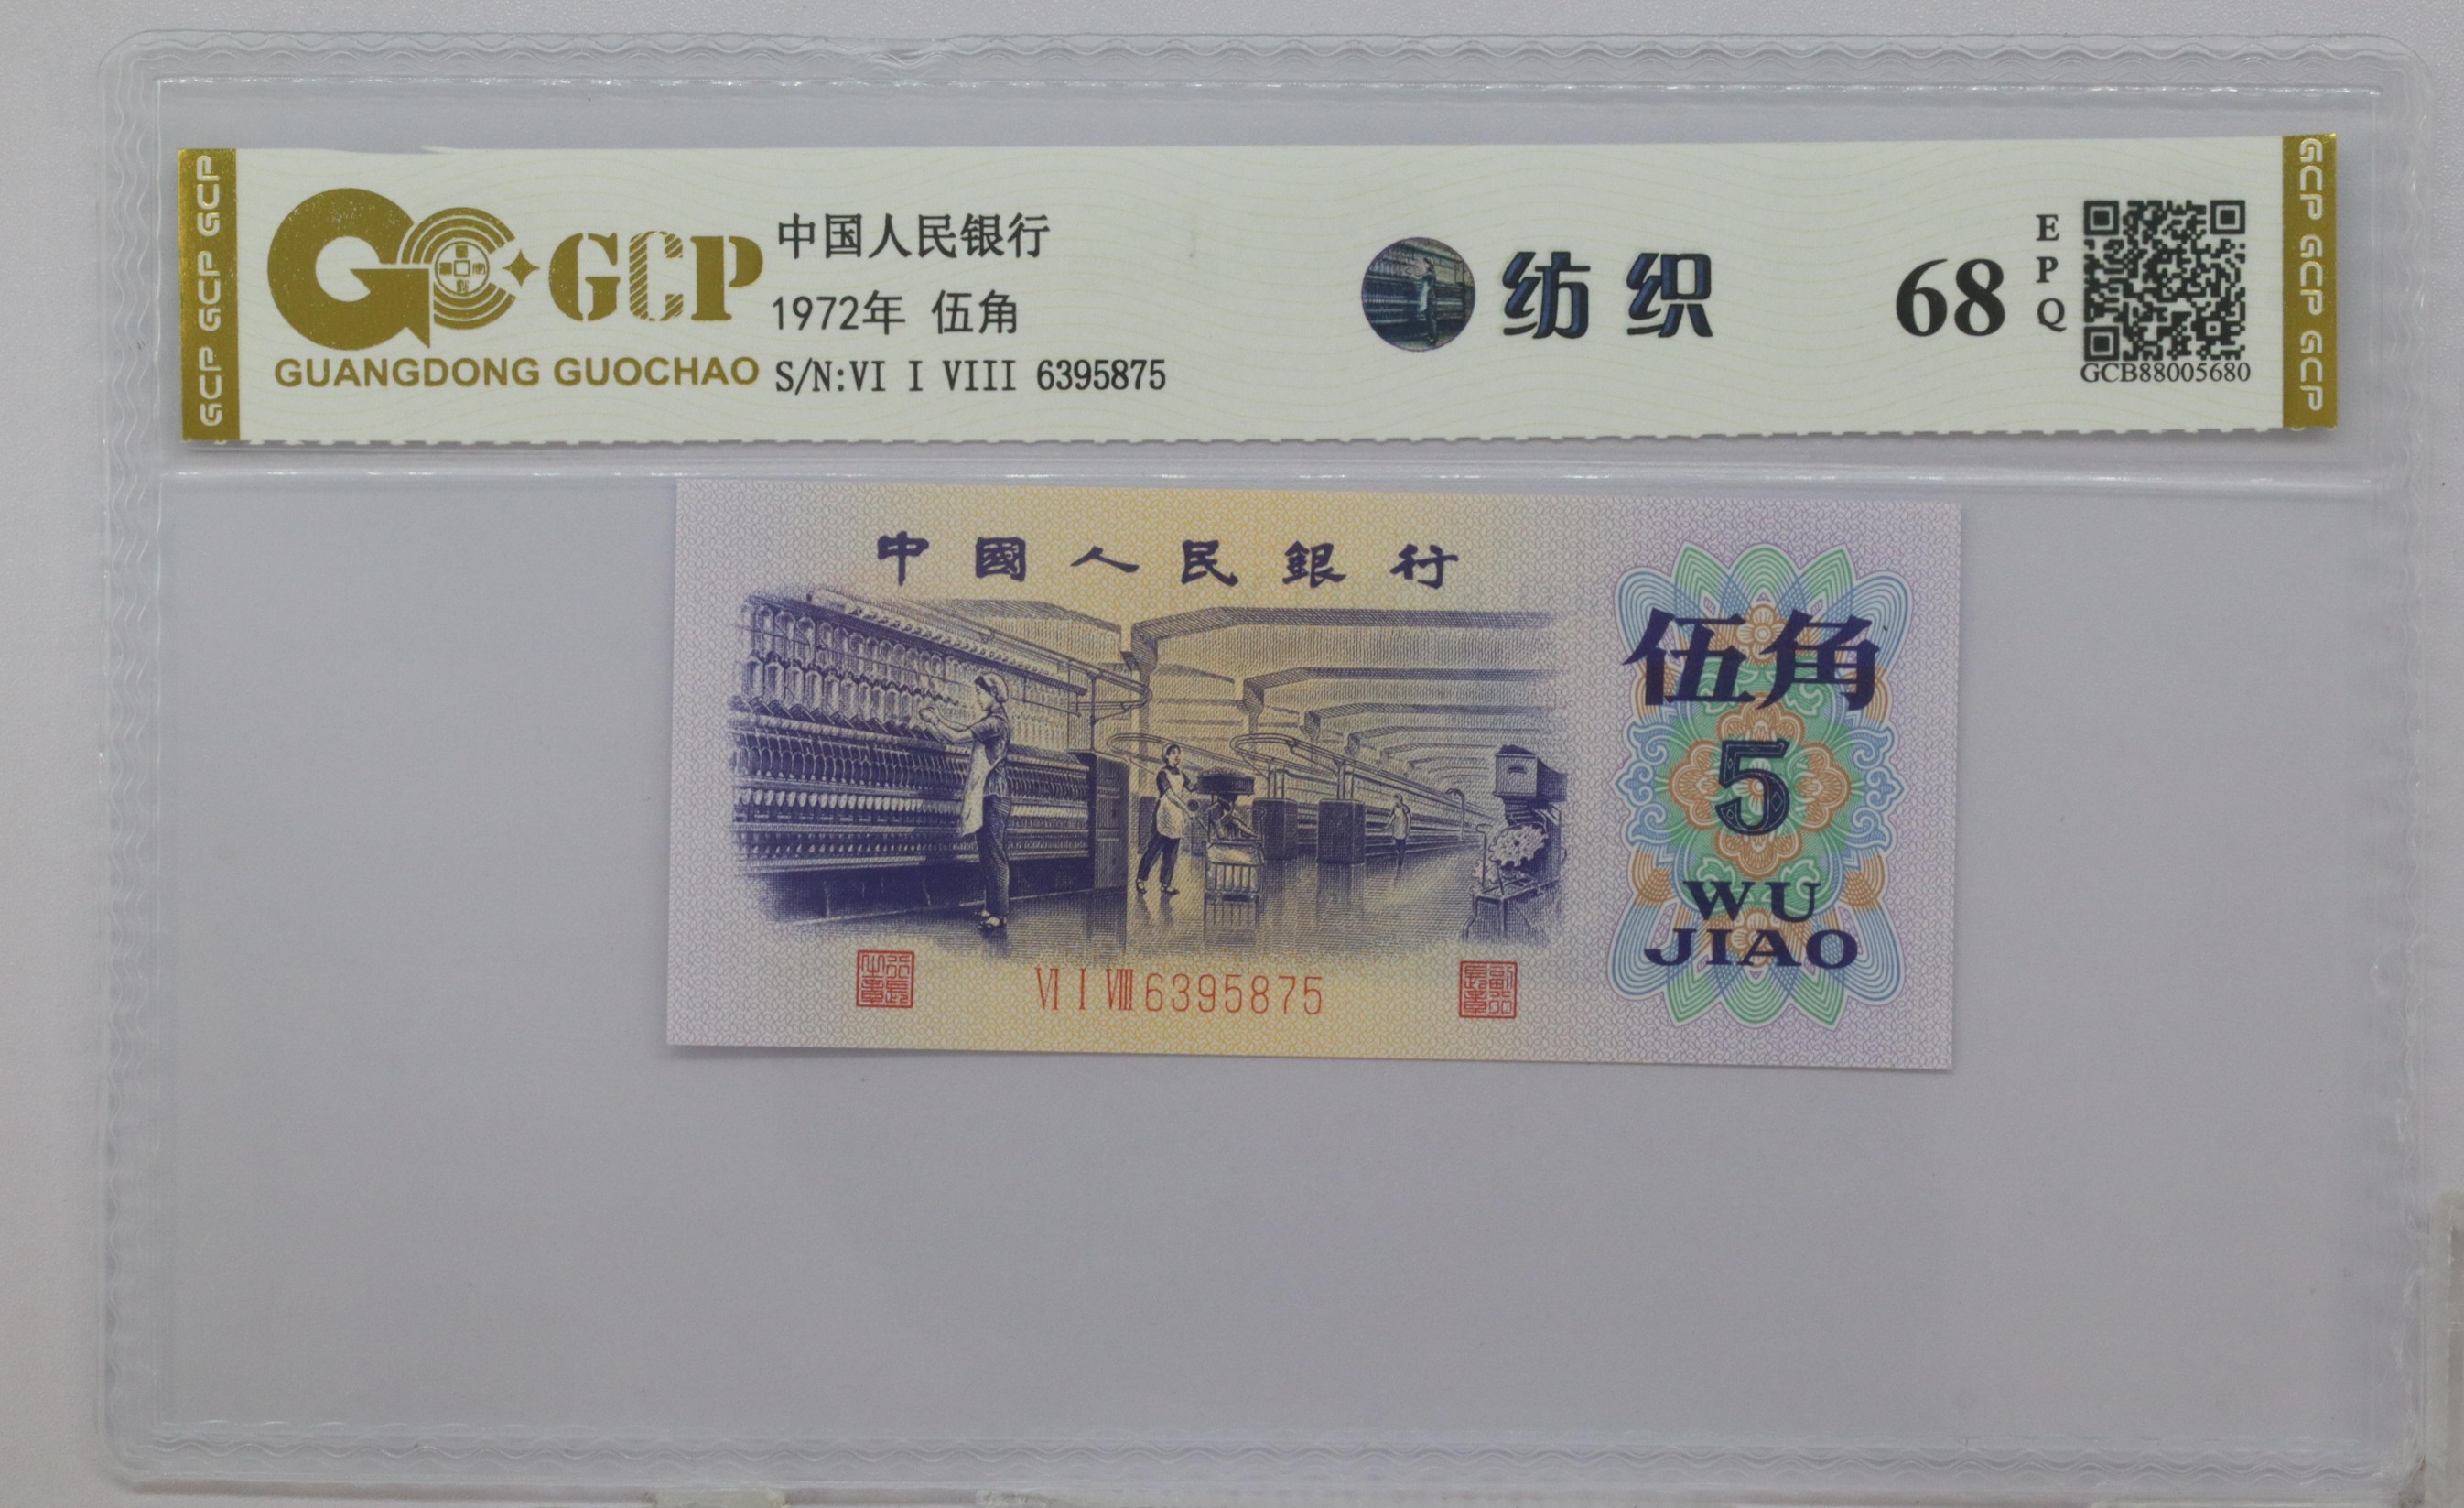 GCP GCP GCP
GCP
GUANGDONG GUOCHAO
中国人民银行
1972年 伍角
S/N:VI I VIII 6395875
纺织
68
EPQ
GCB88005680
GCP GCP GCP
中國人民銀行
伍角
5
WU
JIAO
VI I VIII 6395875